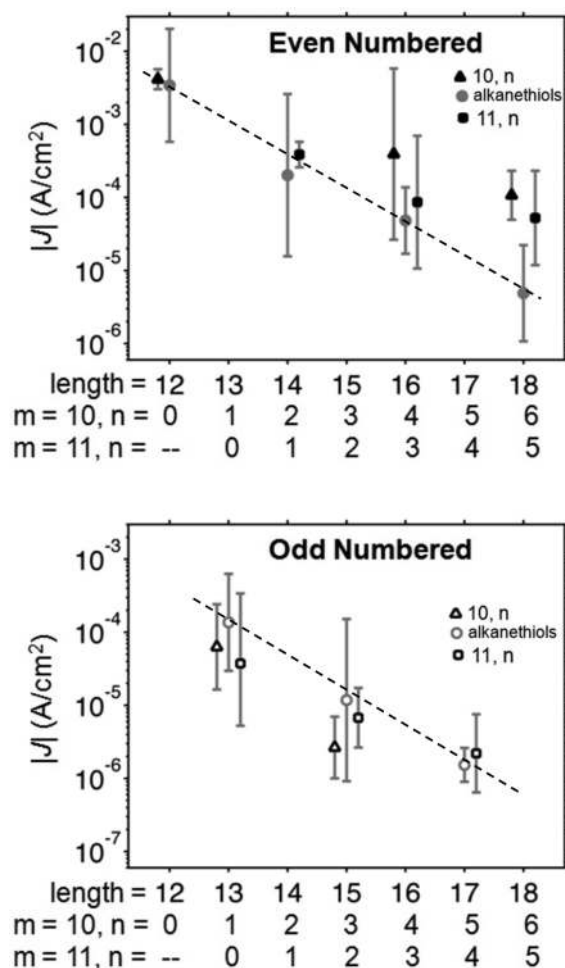 Even Numbered
10, n
alkanethiols
11, n
|J| (A/cm²)
10⁻²
10⁻³
10⁻⁴
10⁻⁵
10⁻⁶
length = 12 13 14 15 16 17 18
m = 10, n = 0 1 2 3 4 5 6
m = 11, n = -- 0 1 2 3 4 5
Odd Numbered
10, n
alkanethiols
11, n
|J| (A/cm²)
10⁻³
10⁻⁴
10⁻⁵
10⁻⁶
10⁻⁷
length = 12 13 14 15 16 17 18
m = 10, n = 0 1 2 3 4 5 6
m = 11, n = -- 0 1 2 3 4 5